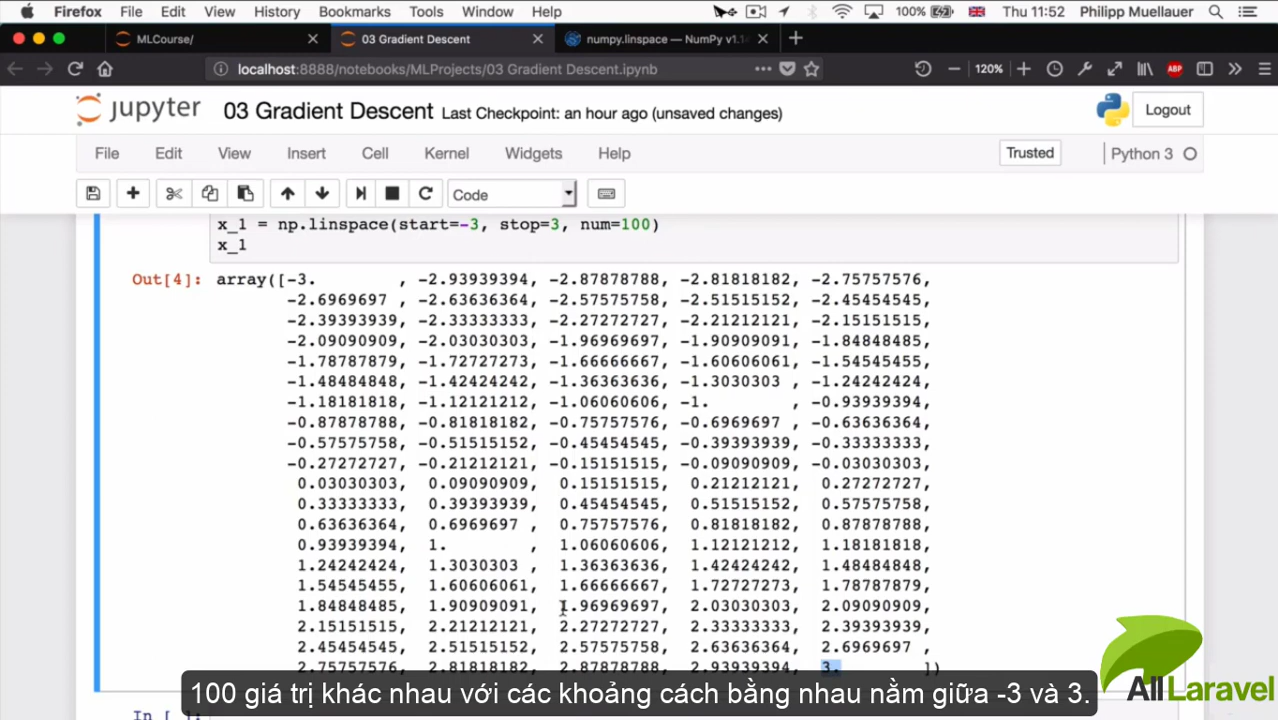 Firefox File Edit View History Bookmarks Tools Window Help 100% Thu 11:52 Philipp Muellauer
MLCourse/ 03 Gradient Descent numpy.linspace — NumPy v1.1
localhost:8888/notebooks/MLProjects/03 Gradient Descent.ipynb 120% ABP
jupyter 03 Gradient Descent Last Checkpoint: an hour ago (unsaved changes) Logout
File Edit View Insert Cell Kernel Widgets Help Trusted Python 3
Code
x_1 = np.linspace(start=-3, stop=3, num=100)
x_1
Out[4]: array([-3. , -2.93939394, -2.87878788, -2.81818182, -2.75757576,
-2.6969697 , -2.63636364, -2.57575758, -2.51515152, -2.45454545,
-2.39393939, -2.33333333, -2.27272727, -2.21212121, -2.15151515,
-2.09090909, -2.03030303, -1.96969697, -1.90909091, -1.84848485,
-1.78787879, -1.72727273, -1.66666667, -1.60606061, -1.54545455,
-1.48484848, -1.42424242, -1.36363636, -1.3030303 , -1.24242424,
-1.18181818, -1.12121212, -1.06060606, -1. , -0.93939394,
-0.87878788, -0.81818182, -0.75757576, -0.6969697 , -0.63636364,
-0.57575758, -0.51515152, -0.45454545, -0.39393939, -0.33333333,
-0.27272727, -0.21212121, -0.15151515, -0.09090909, -0.03030303,
0.03030303, 0.09090909, 0.15151515, 0.21212121, 0.27272727,
0.33333333, 0.39393939, 0.45454545, 0.51515152, 0.57575758,
0.63636364, 0.6969697 , 0.75757576, 0.81818182, 0.87878788,
0.93939394, 1. , 1.06060606, 1.12121212, 1.18181818,
1.24242424, 1.3030303 , 1.36363636, 1.42424242, 1.48484848,
1.54545455, 1.60606061, 1.66666667, 1.72727273, 1.78787879,
1.84848485, 1.90909091, 1.96969697, 2.03030303, 2.09090909,
2.15151515, 2.21212121, 2.27272727, 2.33333333, 2.39393939,
2.45454545, 2.51515152, 2.57575758, 2.63636364, 2.6969697 ,
2.75757576, 2.81818182, 2.87878788, 2.93939394, 3. ])
100 giá trị khác nhau với các khoảng cách bằng nhau nằm giữa -3 và 3.
AllLaravel
In [ ]: